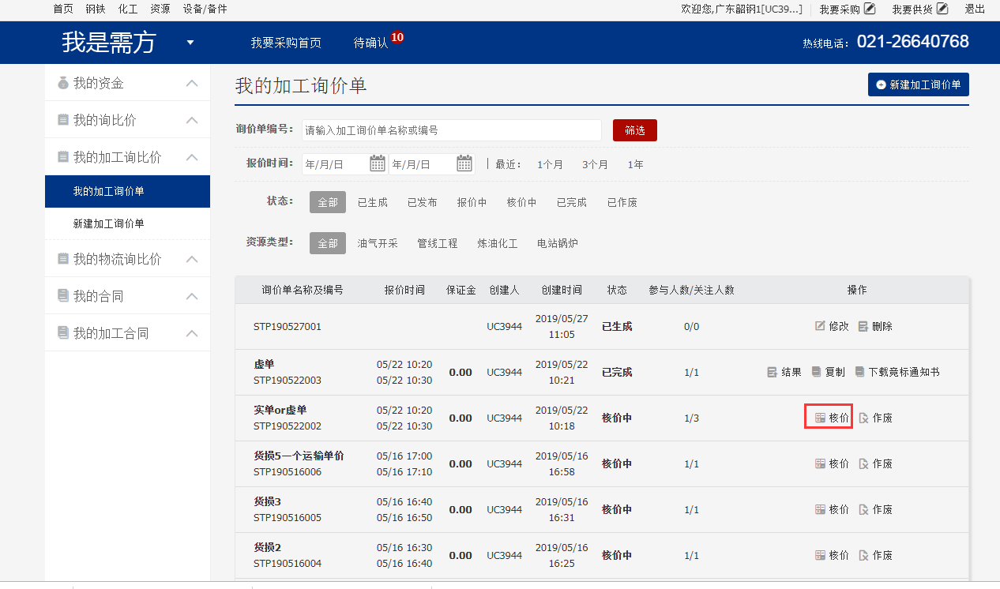 首页 钢铁 化工 资源 设备/备件 欢迎您,广东韶钢1[UC39...] 我要采购 我要供货 退出
我是需方 我要采购首页 待确认 10 热线电话： 021-26640768
我的资金
我的询比价
我的加工询比价
我的加工询价单
新建加工询价单
我的物流询比价
我的合同
我的加工合同
我的加工询价单 新建加工询价单
询价单编号： 请输入加工询价单名称或编号 筛选
报价时间： 年/月/日 年/月/日 | 最近： 1个月 3个月 1年
状态： 全部 已生成 已发布 报价中 核价中 已完成 已作废
资源类型： 全部 油气开采 管线工程 炼油化工 电站锅炉
询价单名称及编号 报价时间 保证金 创建人 创建时间 状态 参与人数/关注人数 操作
STP190527001 UC3944 2019/05/27 11:05 已生成 0/0 修改 删除
虚单 STP190522003 05/22 10:20 05/22 10:30 0.00 UC3944 2019/05/22 10:21 已完成 1/1 结果 复制 下载竞标通知书
实单or虚单 STP190522002 05/22 10:20 05/22 10:30 0.00 UC3944 2019/05/22 10:18 核价中 1/3 核价 作废
货损5一个运输单价 STP190516006 05/16 17:00 05/16 17:10 0.00 UC3944 2019/05/16 16:58 核价中 1/1 核价 作废
货损3 STP190516005 05/16 16:40 05/16 16:50 0.00 UC3944 2019/05/16 16:31 核价中 1/1 核价 作废
货损2 STP190516004 05/16 16:30 05/16 16:40 0.00 UC3944 2019/05/16 16:25 核价中 1/1 核价 作废